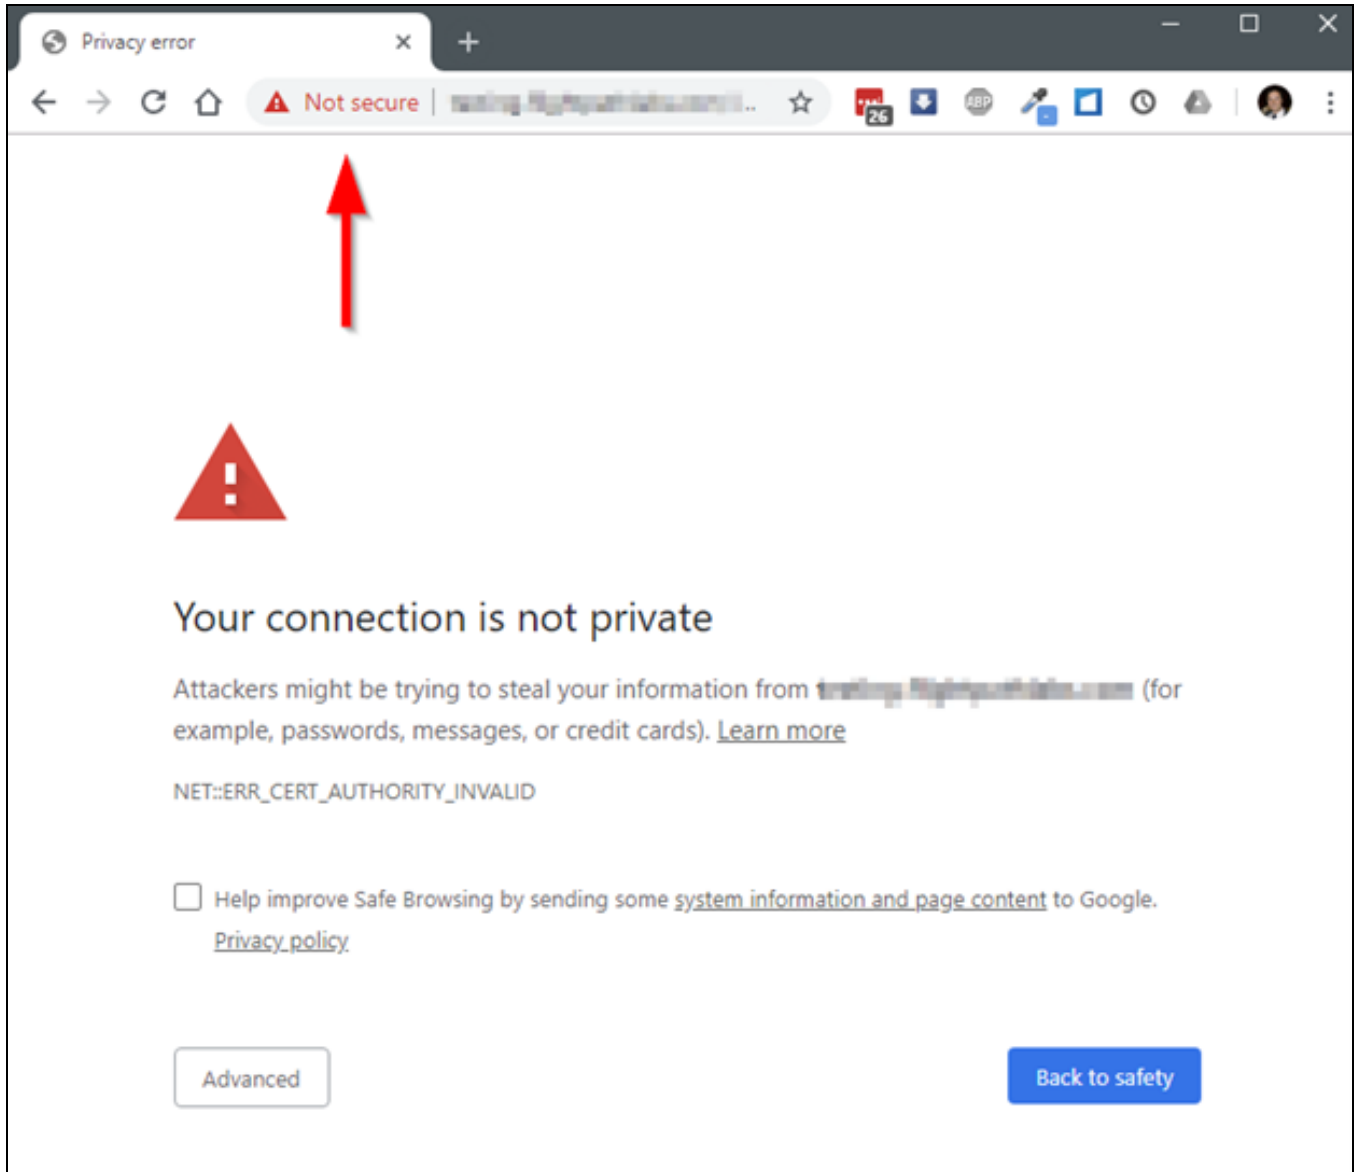 Privacy error
Not secure
26
ABP
Your connection is not private
Attackers might be trying to steal your information from (for
example, passwords, messages, or credit cards). Learn more
NET::ERR_CERT_AUTHORITY_INVALID
Help improve Safe Browsing by sending some system information and page content to Google.
Privacy policy
Advanced
Back to safety